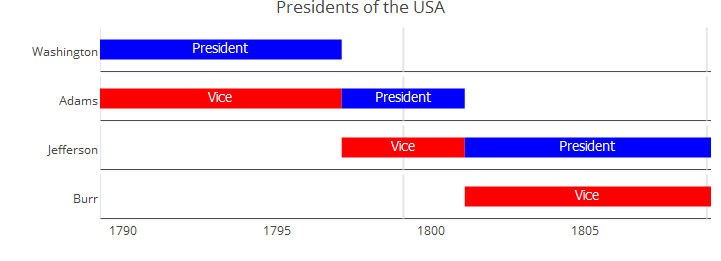 Presidents of the USA
Washington President
Adams Vice President
Jefferson Vice President
Burr Vice
1790 1795 1800 1805